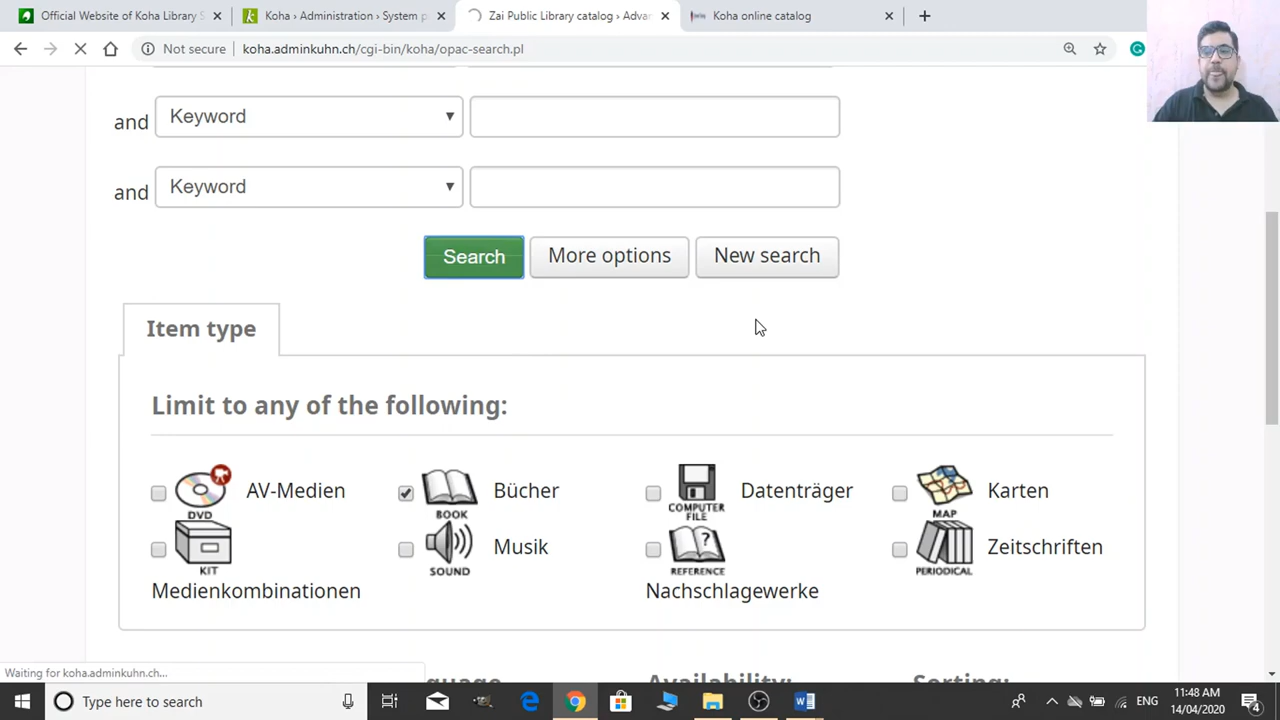 Official Website of Koha Library S
Koha › Administration › System p
Zai Public Library catalog › Adva
Koha online catalog
Not secure
koha.adminkuhn.ch/cgi-bin/koha/opac-search.pl
and Keyword
and Keyword
Search More options New search
Item type
Limit to any of the following:
DVD AV-Medien
BOOK Bücher
COMPUTER FILE Datenträger
MAP Karten
KIT Medienkombinationen
SOUND Musik
REFERENCE Nachschlagewerke
PERIODICAL Zeitschriften
Waiting for koha.adminkuhn.ch...
Type here to search
ENG
11:48 AM
14/04/2020
4